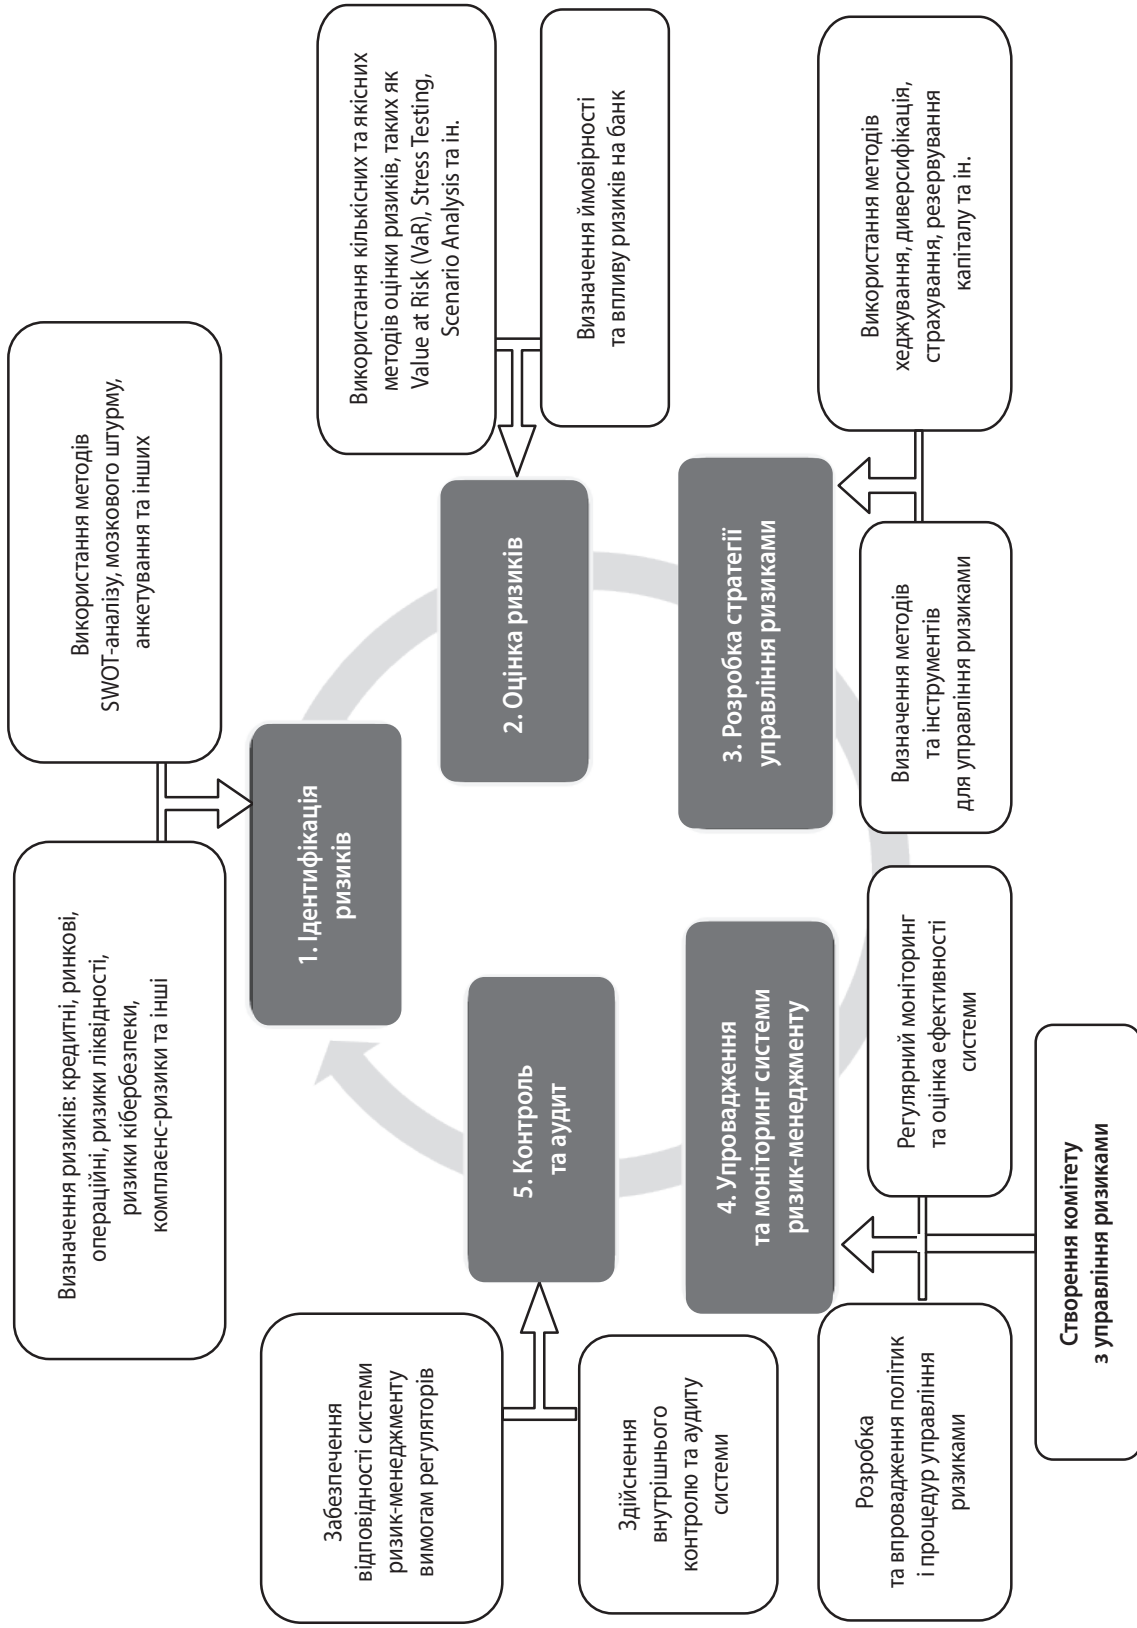 Визначення ризиків: кредитні, ринкові,
операційні, ризики ліквідності,
ризики кібербезпеки,
комплаєнс-ризики та інші
Використання методів
SWOT-аналізу, мозкового штурму,
анкетування та інших
1. Ідентифікація
ризиків
Використання кількісних та якісних
методів оцінки ризиків, таких як
Value at Risk (VaR), Stress Testing,
Scenario Analysis та ін.
Визначення ймовірності
та впливу ризиків на банк
2. Оцінка ризиків
3. Розробка стратегії
управління ризиками
Визначення методів
та інструментів
для управління ризиками
Використання методів
хеджування, диверсифікація,
страхування, резервування
капіталу та ін.
4. Упровадження
та моніторинг системи
ризик-менеджменту
Розробка
та впровадження політик
і процедур управління
ризиками
Регулярний моніторинг
та оцінка ефективності
системи
Створення комітету
з управління ризиками
5. Контроль
та аудит
Забезпечення
відповідності системи
ризик-менеджменту
вимогам регуляторів
Здійснення
внутрішнього
контролю та аудиту
системи